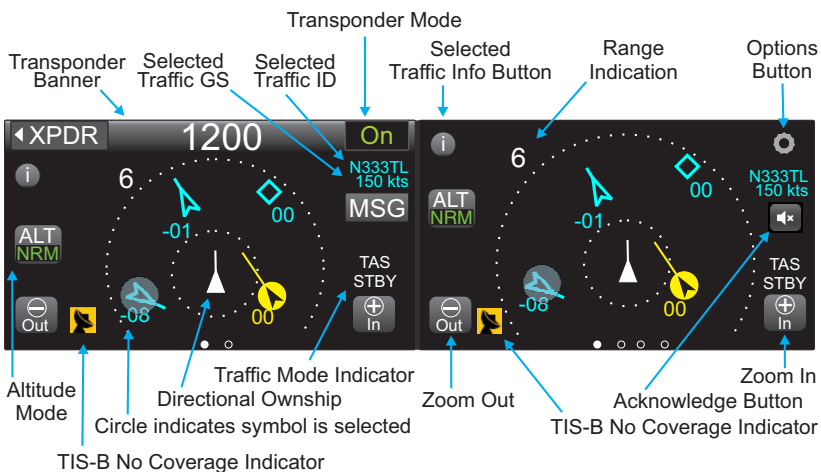 Transponder Mode
Transponder
Banner
Selected
Traffic GS
Selected
Traffic ID
Selected
Traffic Info Button
Range
Indication
Options
Button
XPDR
1200
On
i
6
N333TL
150 kts
MSG
00
-01
ALT
NRM
TAS
STBY
-08
00
Out
In
i
6
N333TL
150 kts
00
-01
ALT
NRM
TAS
STBY
-08
00
Out
In
Altitude
Mode
Traffic Mode Indicator
Directional Ownship
Circle indicates symbol is selected
TIS-B No Coverage Indicator
Zoom Out
Zoom In
Acknowledge Button
TIS-B No Coverage Indicator